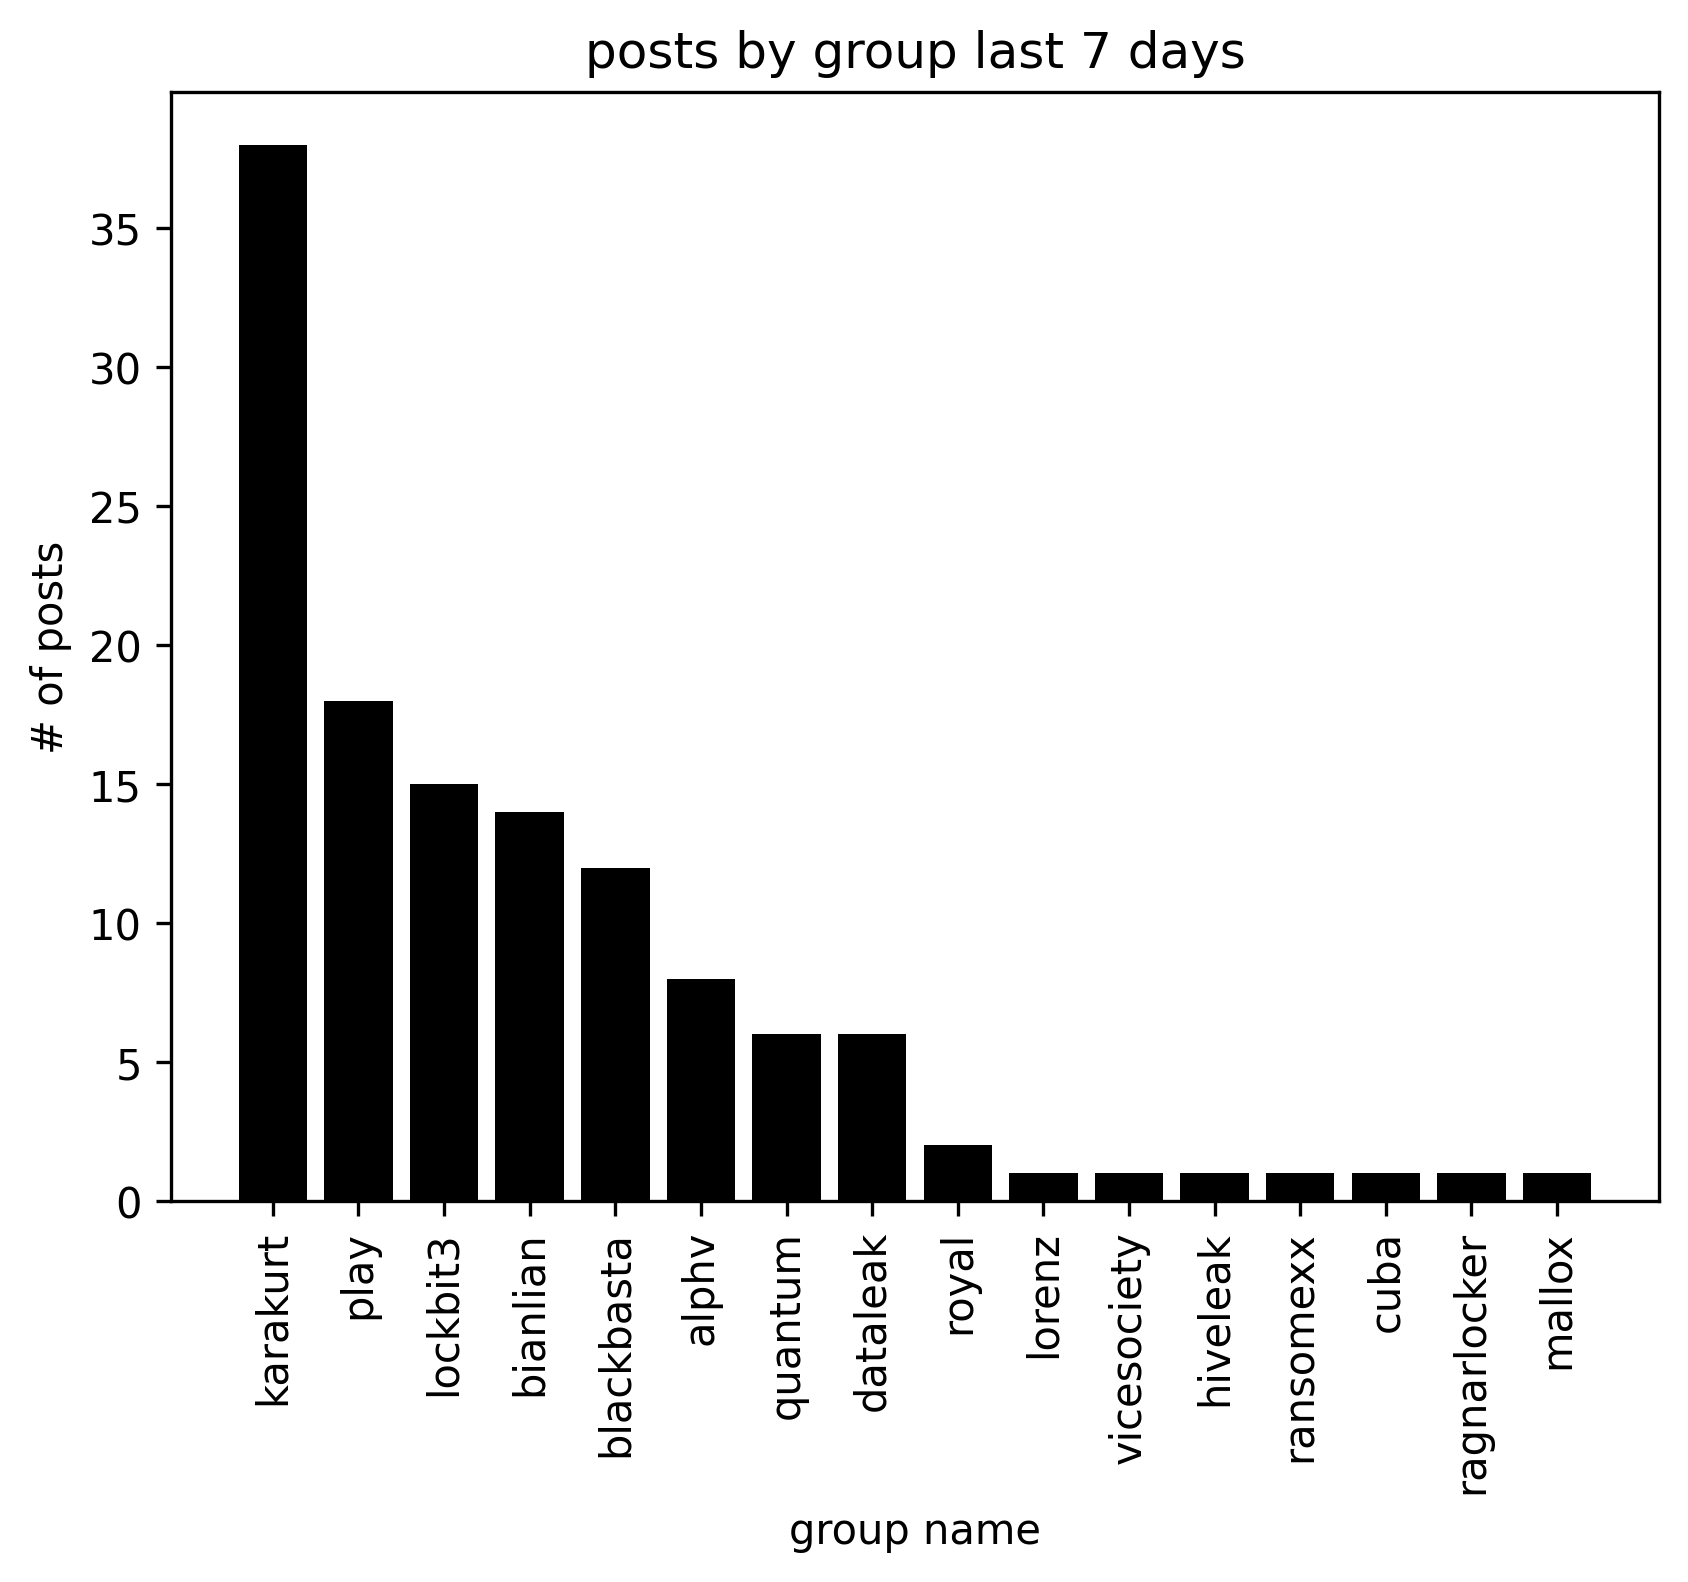 posts by group last 7 days
# of posts
35
30
25
20
15
10
5
0
karakurt
play
lockbit3
bianlian
blackbasta
alphv
quantum
dataleak
royal
lorenz
vicesociety
hiveleak
ransomexx
cuba
ragnarlocker
mallox
group name